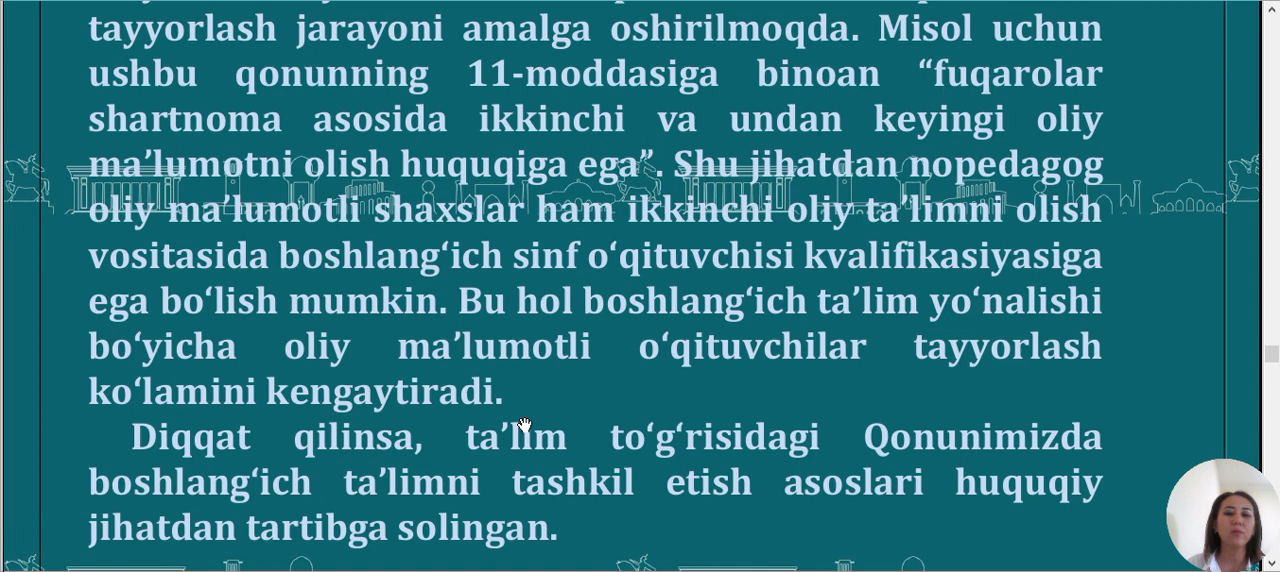 tayyorlash jarayoni amalga oshirilmoqda. Misol uchun
ushbu qonunning 11-moddasiga binoan “fuqarolar
shartnoma asosida ikkinchi va undan keyingi oliy
ma’lumotni olish huquqiga ega”. Shu jihatdan nopedagog
oliy ma’lumotli shaxslar ham ikkinchi oliy ta’limni olish
vositasida boshlang‘ich sinf o‘qituvchisi kvalifikasiyasiga
ega bo‘lish mumkin. Bu hol boshlang‘ich ta’lim yo‘nalishi
bo‘yicha oliy ma’lumotli o‘qituvchilar tayyorlash
ko‘lamini kengaytiradi.
Diqqat qilinsa, ta’lim to‘g‘risidagi Qonunimizda
boshlang‘ich ta’limni tashkil etish asoslari huquqiy
jihatdan tartibga solingan.